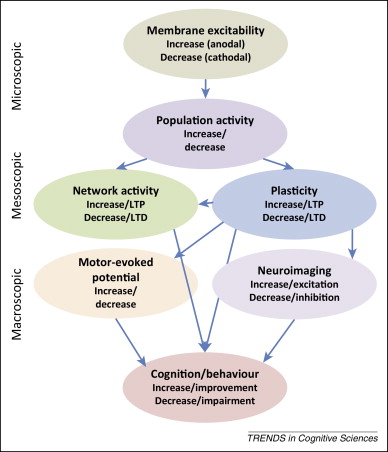 Microscopic
Membrane excitability
Increase (anodal)
Decrease (cathodal)
Population activity
Increase/
decrease
Mesoscopic
Network activity
Increase/LTP
Decrease/LTD
Plasticity
Increase/LTP
Decrease/LTD
Macroscopic
Motor-evoked
potential
Increase/
decrease
Neuroimaging
Increase/excitation
Decrease/inhibition
Cognition/behaviour
Increase/improvement
Decrease/impairment
TRENDS in Cognitive Sciences